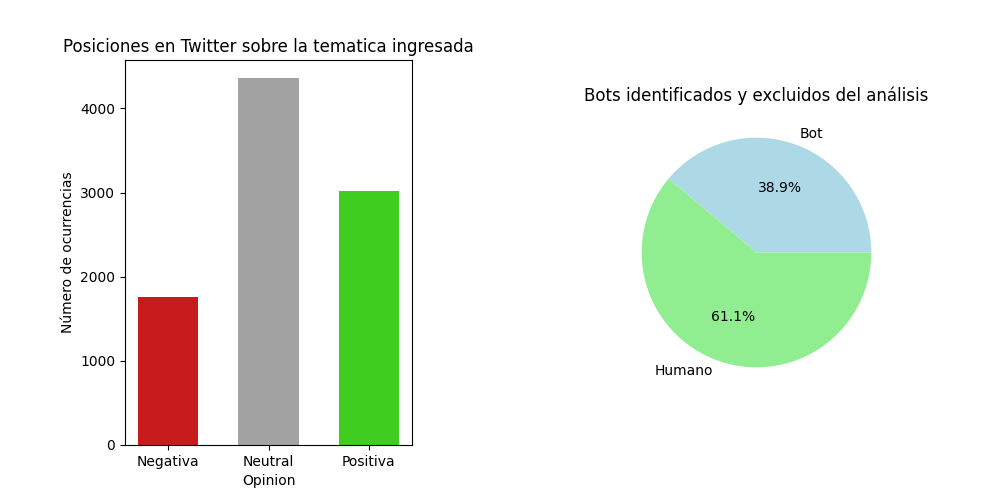 Posiciones en Twitter sobre la tematica ingresada
Número de ocurrencias
4000
3000
2000
1000
0
Negativa
Neutral
Positiva
Opinion
Bots identificados y excluidos del análisis
Bot
38.9%
61.1%
Humano